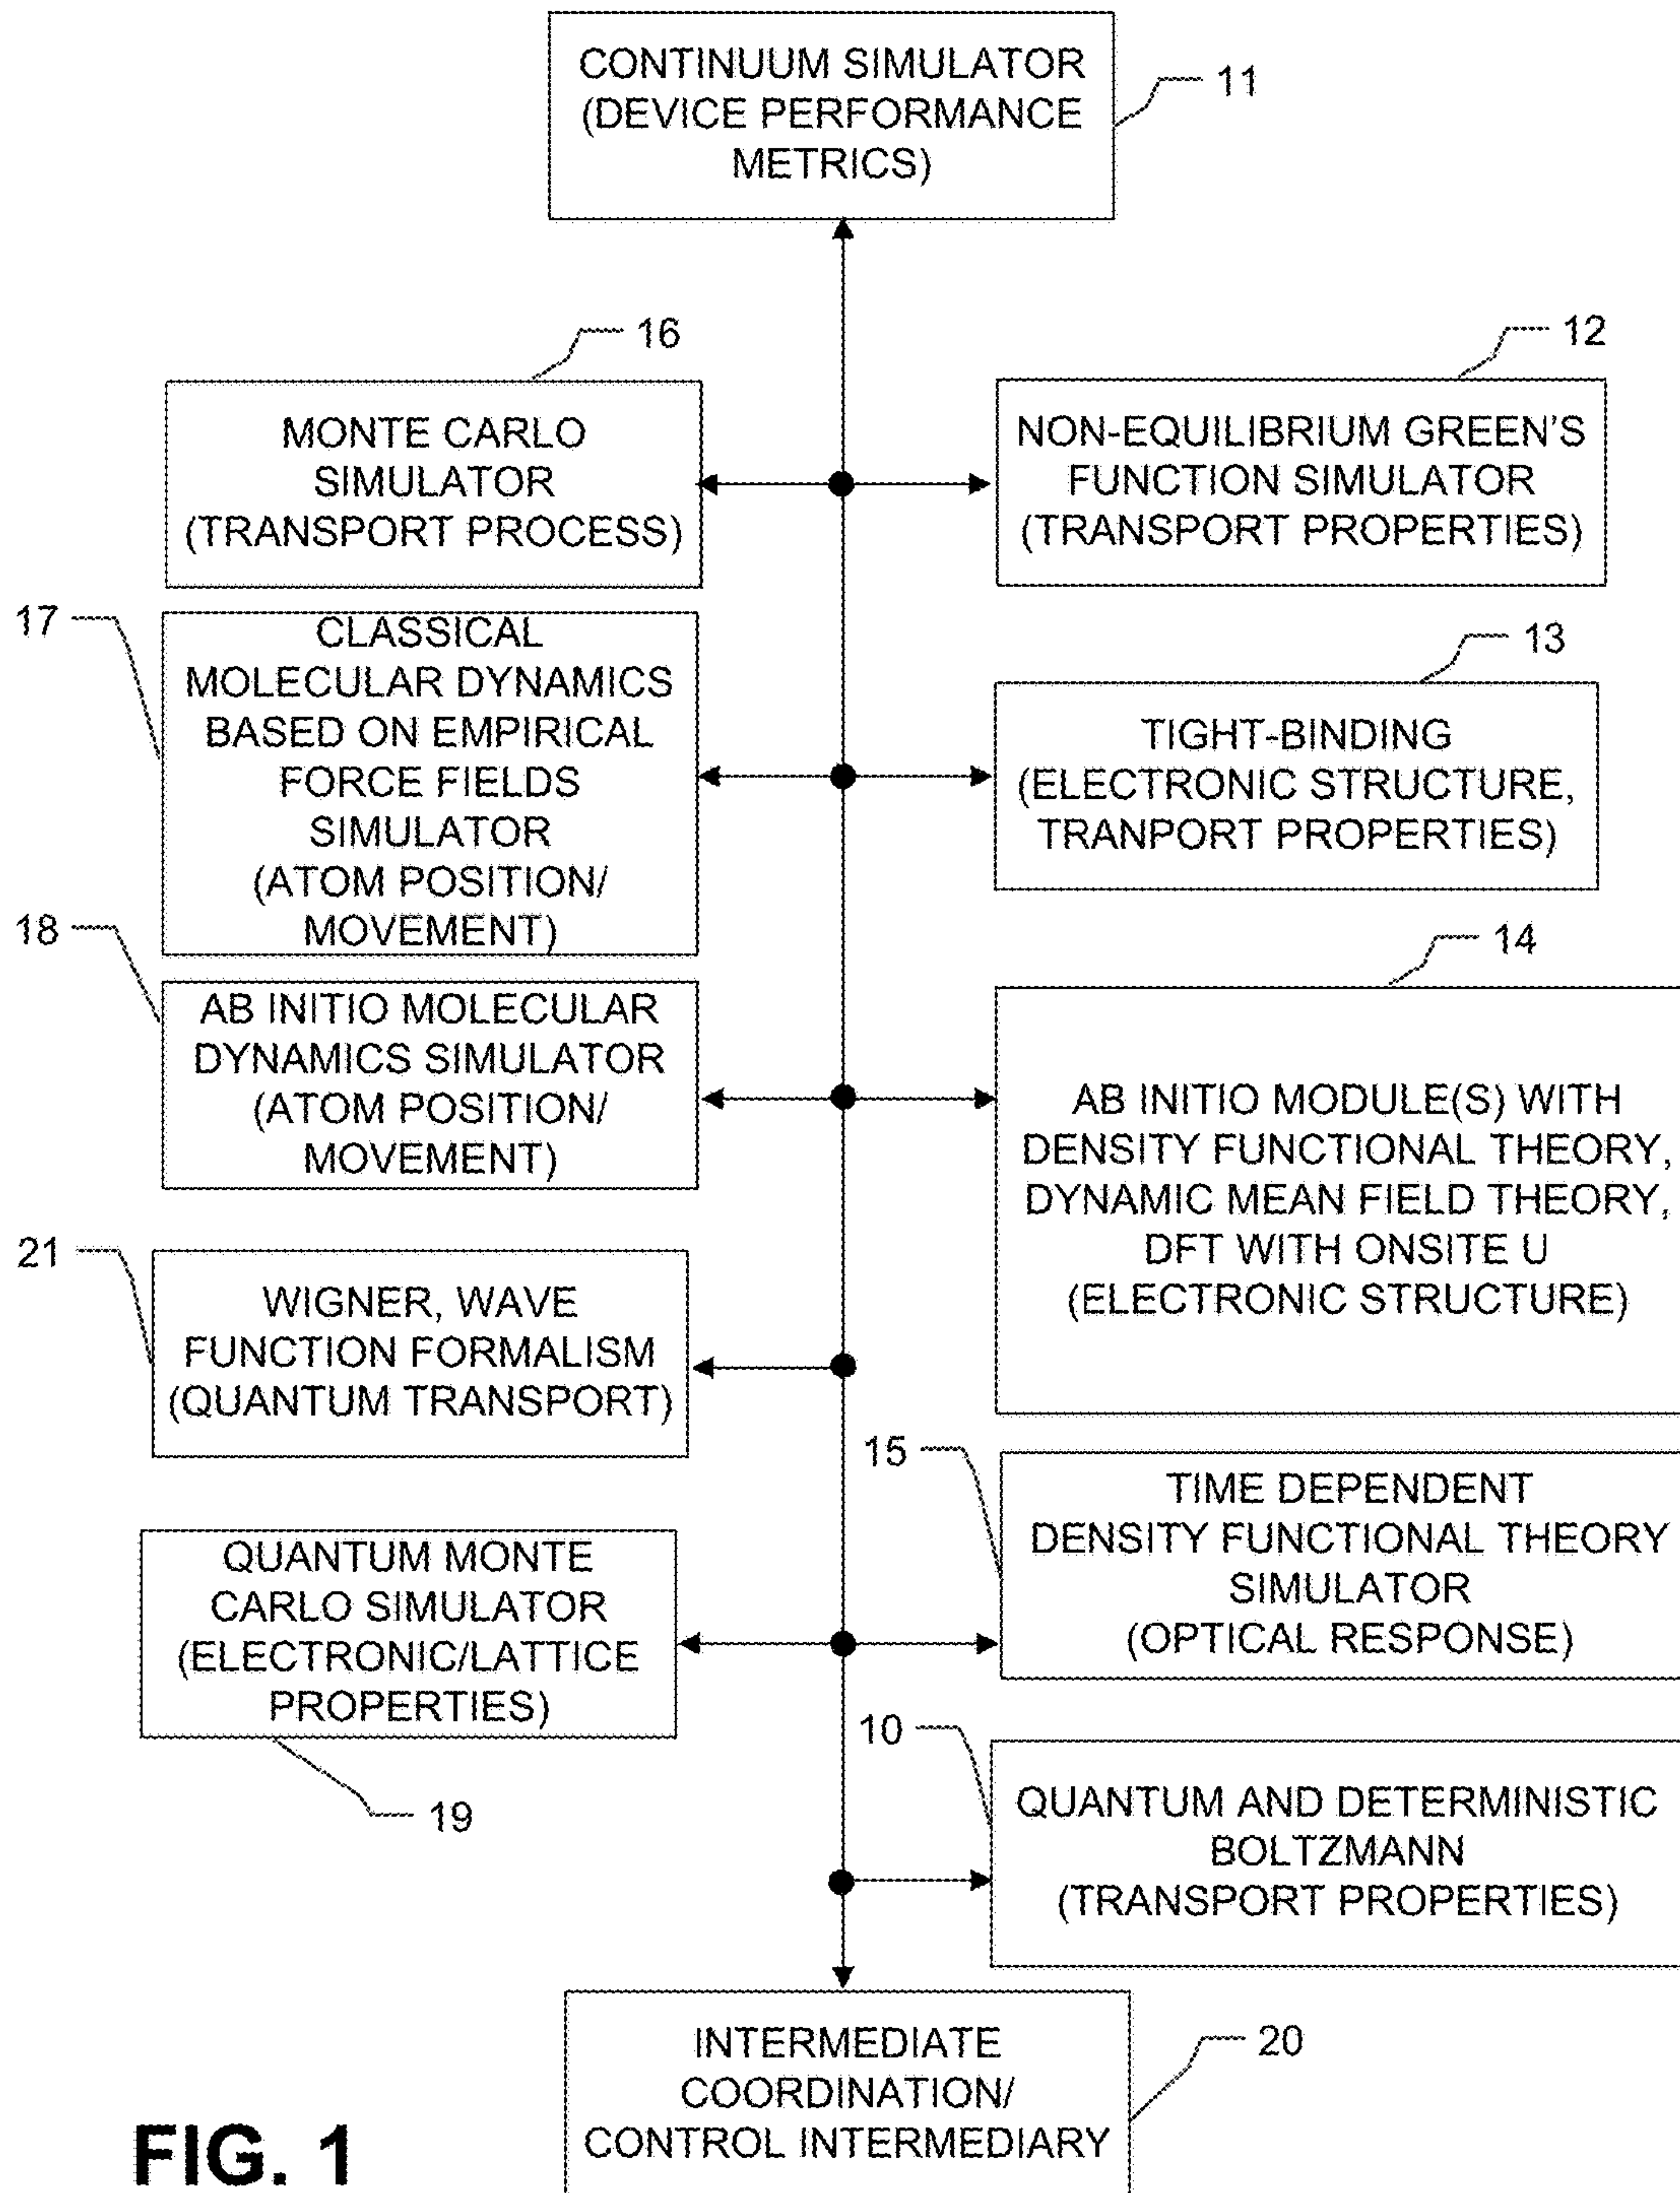 CONTINUUM SIMULATOR
(DEVICE PERFORMANCE
METRICS)
11
16
MONTE CARLO
SIMULATOR
(TRANSPORT PROCESS)
12
NON-EQUILIBRIUM GREEN'S
FUNCTION SIMULATOR
(TRANSPORT PROPERTIES)
17
CLASSICAL
MOLECULAR DYNAMICS
BASED ON EMPIRICAL
FORCE FIELDS
SIMULATOR
(ATOM POSITION/
MOVEMENT)
13
TIGHT-BINDING
(ELECTRONIC STRUCTURE,
TRANPORT PROPERTIES)
18
AB INITIO MOLECULAR
DYNAMICS SIMULATOR
(ATOM POSITION/
MOVEMENT)
14
AB INITIO MODULE(S) WITH
DENSITY FUNCTIONAL THEORY,
DYNAMIC MEAN FIELD THEORY,
DFT WITH ONSITE U
(ELECTRONIC STRUCTURE)
21
WIGNER, WAVE
FUNCTION FORMALISM
(QUANTUM TRANSPORT)
15
TIME DEPENDENT
DENSITY FUNCTIONAL THEORY
SIMULATOR
(OPTICAL RESPONSE)
QUANTUM MONTE
CARLO SIMULATOR
(ELECTRONIC/LATTICE
PROPERTIES)
19
10
QUANTUM AND DETERMINISTIC
BOLTZMANN
(TRANSPORT PROPERTIES)
INTERMEDIATE
COORDINATION/
CONTROL INTERMEDIARY
20
FIG. 1